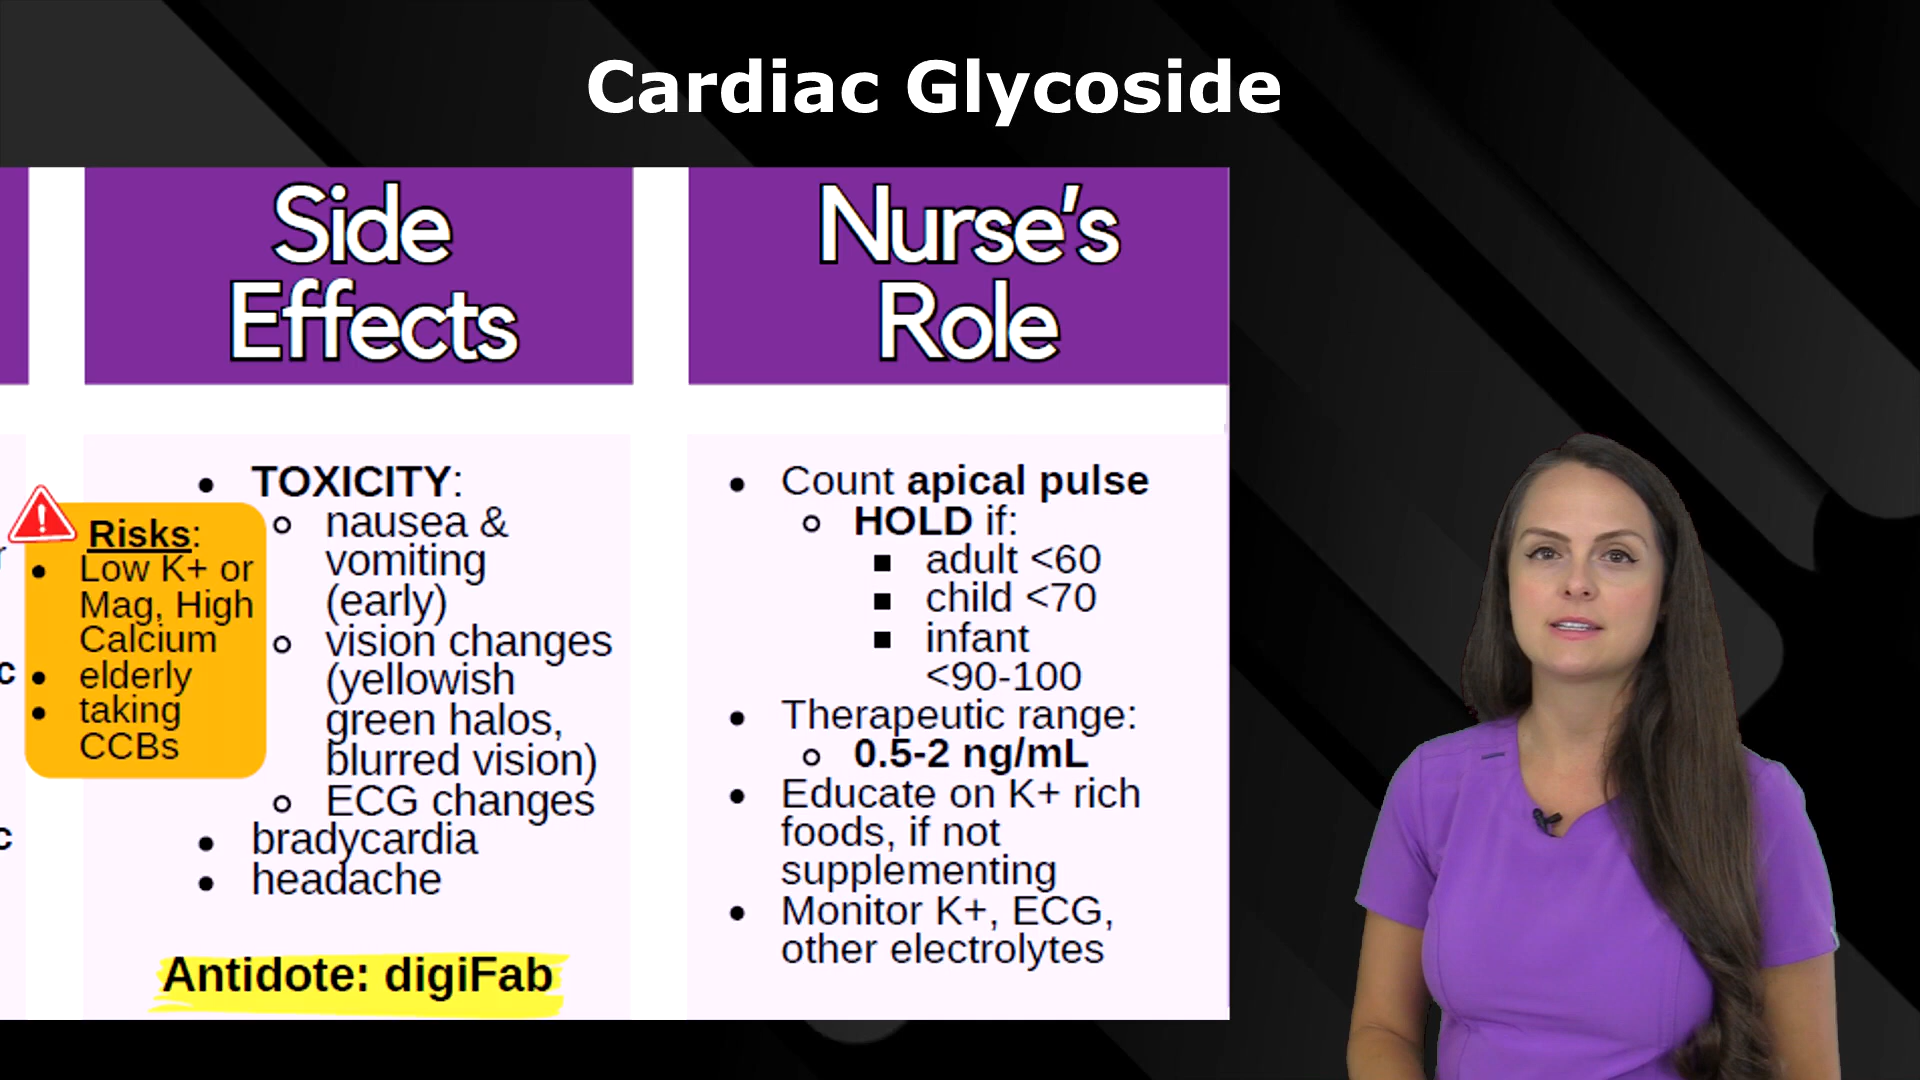 Cardiac Glycoside
Side
Effects
Nurse's
Role
Risks:
Low K+ or
Mag, High
Calcium
elderly
taking
CCBs
TOXICITY:
nausea &
vomiting
(early)
vision changes
(yellowish
green halos,
blurred vision)
ECG changes
bradycardia
headache
Antidote: digiFab
Count apical pulse
HOLD if:
adult <60
child <70
infant
<90-100
Therapeutic range:
0.5-2 ng/mL
Educate on K+ rich
foods, if not
supplementing
Monitor K+, ECG,
other electrolytes